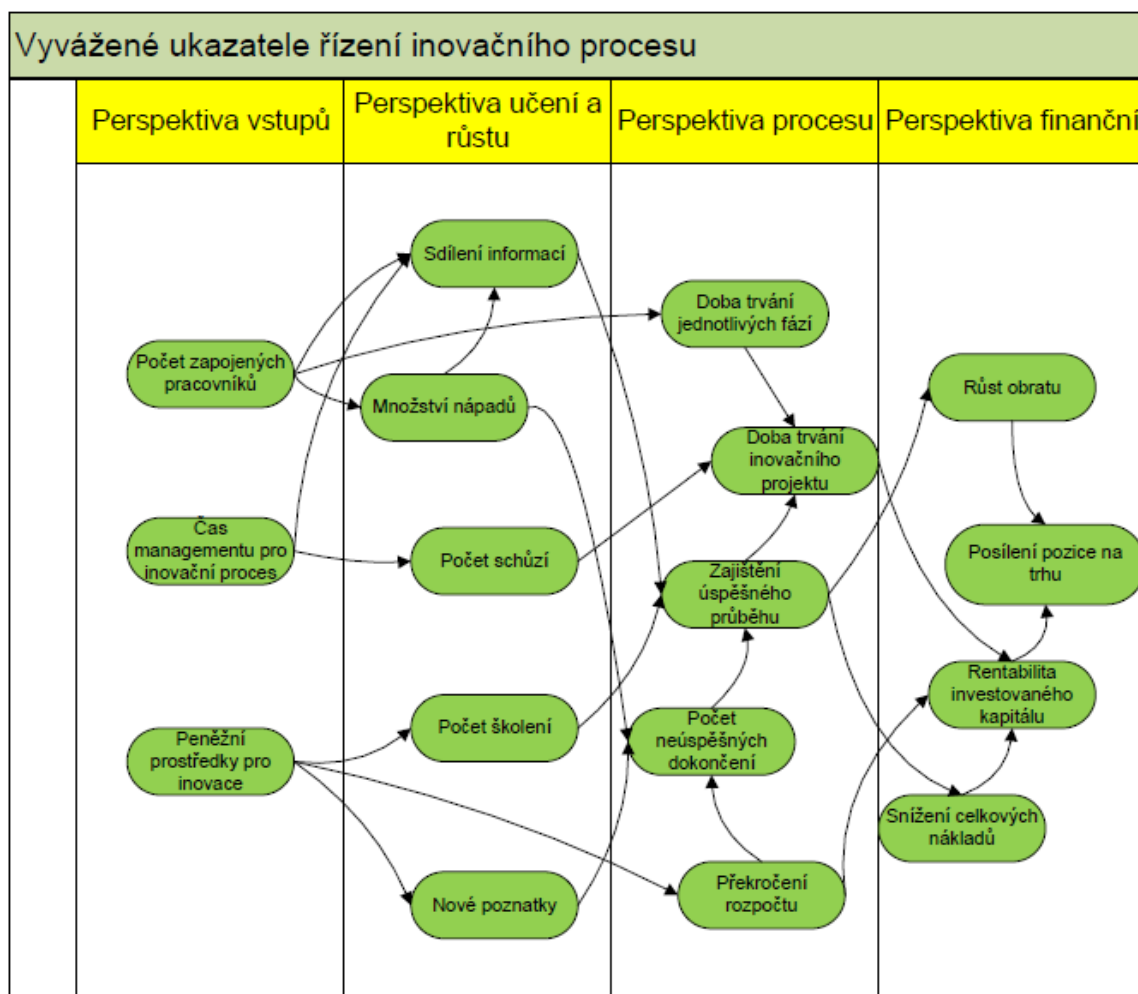 Vyvážené ukazatele řízení inovačního procesu
Perspektiva vstupů
Perspektiva učení a
růstu
Perspektiva procesu
Perspektiva finanční
Počet zapojených
pracovníků
Čas
managementu pro
inovační proces
Peněžní
prostředky pro
inovace
Sdílení informací
Množství nápadů
Počet schůzí
Počet školení
Nové poznatky
Doba trvání
jednotlivých fází
Doba trvání
inovačního
projektu
Zajištění
úspěšného
průběhu
Počet
neúspěšných
dokončení
Překročení
rozpočtu
Růst obratu
Posílení pozice na
trhu
Rentabilita
investovaného
kapitálu
Snížení celkových
nákladů